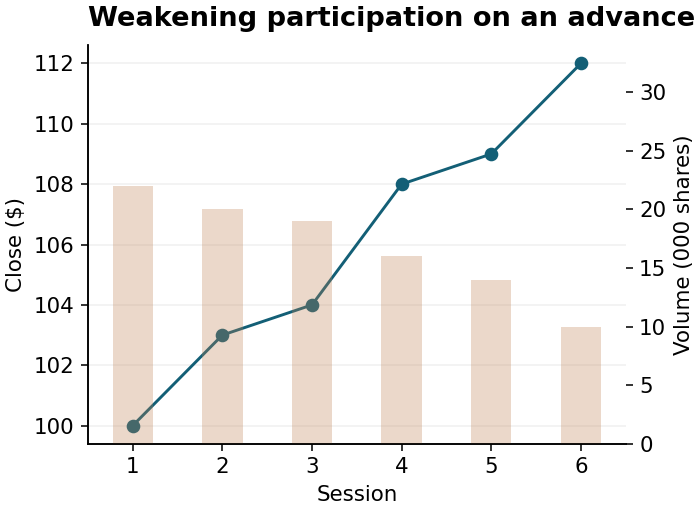 Weakening participation on an advance
Close ($)
112
110
108
106
104
102
100
30
25
20
15
10
5
0
Volume (000 shares)
1 2 3 4 5 6
Session